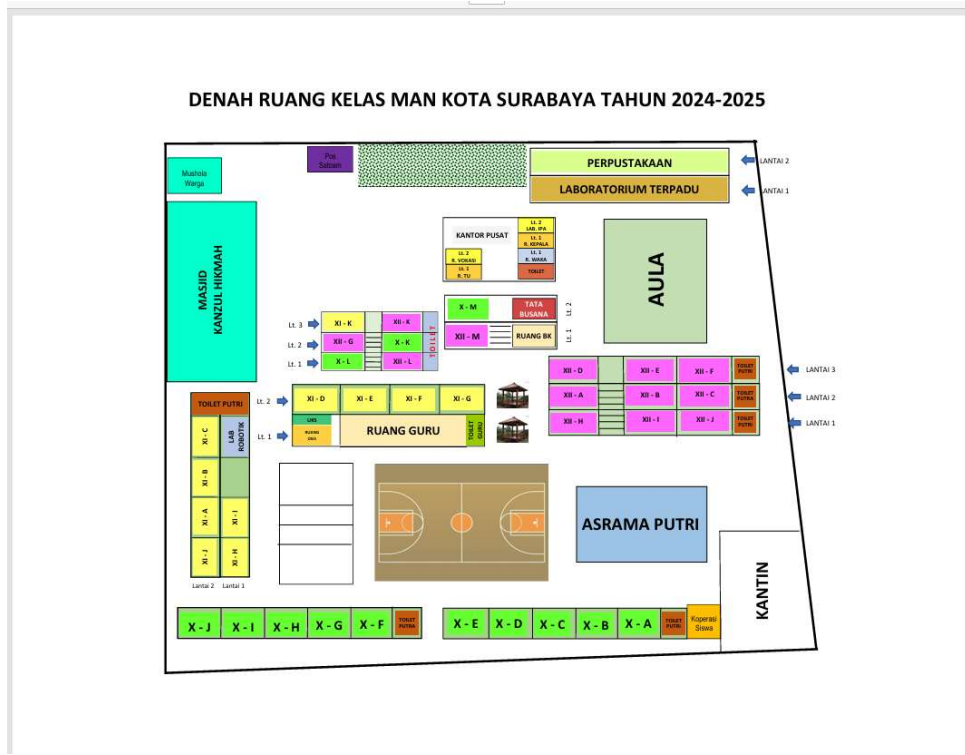 DENAH RUANG KELAS MAN KOTA SURABAYA TAHUN 2024-2025
Mushola
Warga
Pos
Satpam
PERPUSTAKAAN
LANTAI 2
LABORATORIUM TERPADU
LANTAI 1
MASJID
KANZUL HIKMAH
KANTOR PUSAT
Lt. 2
LAB. IPA
Lt. 1
R. KEPALA
Lt. 2
R. VOKASI
Lt. 1
R. WAKA
Lt. 1
R. TU
TOILET
AULA
X - M
TATA
BUSANA
Lt. 2
XII - M
RUANG BK
Lt. 1
Lt. 3
XI - K
XII - K
Lt. 2
XII - G
X - K
Lt. 1
X - L
XII - L
TOILET
XII - D
XII - E
XII - F
TOILET
PUTRI
LANTAI 3
XII - A
XII - B
XII - C
TOILET
PUTRA
LANTAI 2
XII - H
XII - I
XII - J
TOILET
PUTRI
LANTAI 1
Lt. 2
XI - D
XI - E
XI - F
XI - G
Lt. 1
UKS
RUANG
RUANG GURU
TOILET
GURU
TOILET PUTRI
XI - C
LAB
ROBOTIK
XI - B
XI - A
XI - I
XI - J
XI - H
Lantai 2
Lantai 1
ASRAMA PUTRI
KANTIN
X - J
X - I
X - H
X - G
X - F
TOILET
PUTRA
X - E
X - D
X - C
X - B
X - A
TOILET
PUTRI
Koperasi
Siswa